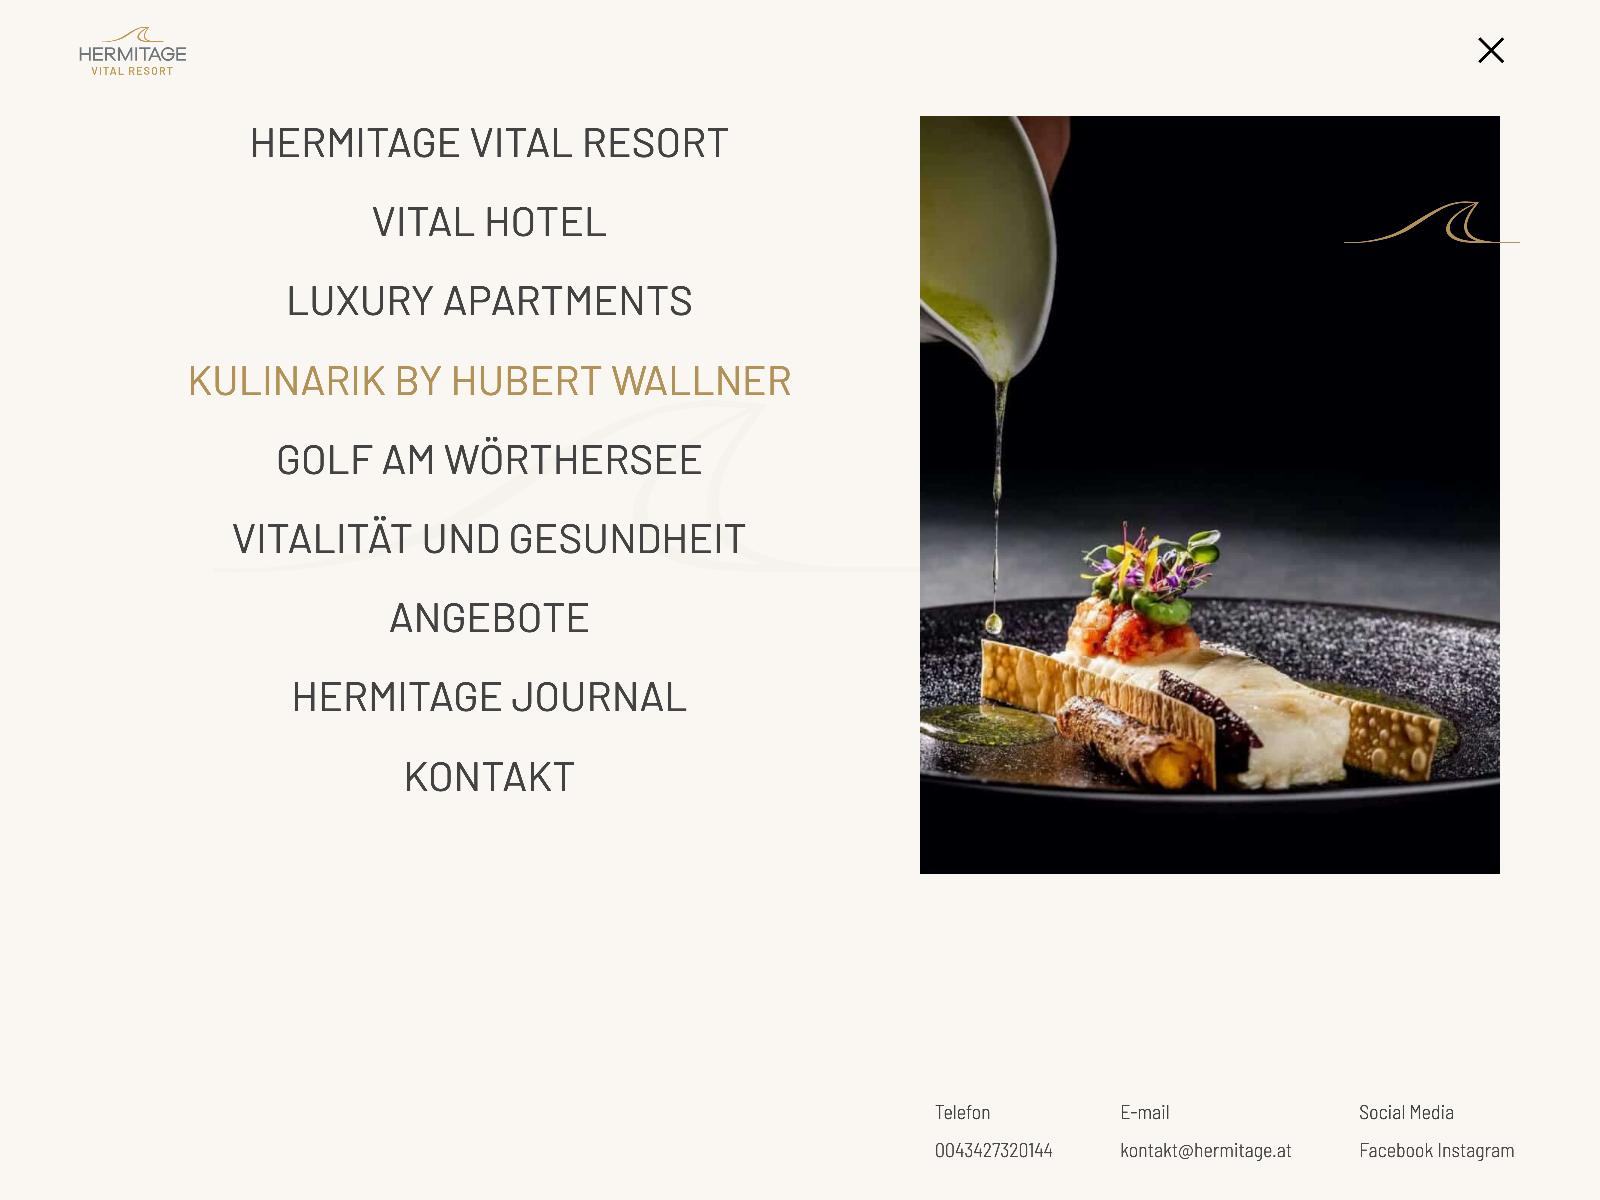 HERMITAGE
VITAL RESORT
HERMITAGE VITAL RESORT
VITAL HOTEL
LUXURY APARTMENTS
KULINARIK BY HUBERT WALLNER
GOLF AM WÖRTHERSEE
VITALITÄT UND GESUNDHEIT
ANGEBOTE
HERMITAGE JOURNAL
KONTAKT
Telefon
0043427320144
E-mail
kontakt@hermitage.at
Social Media
Facebook Instagram